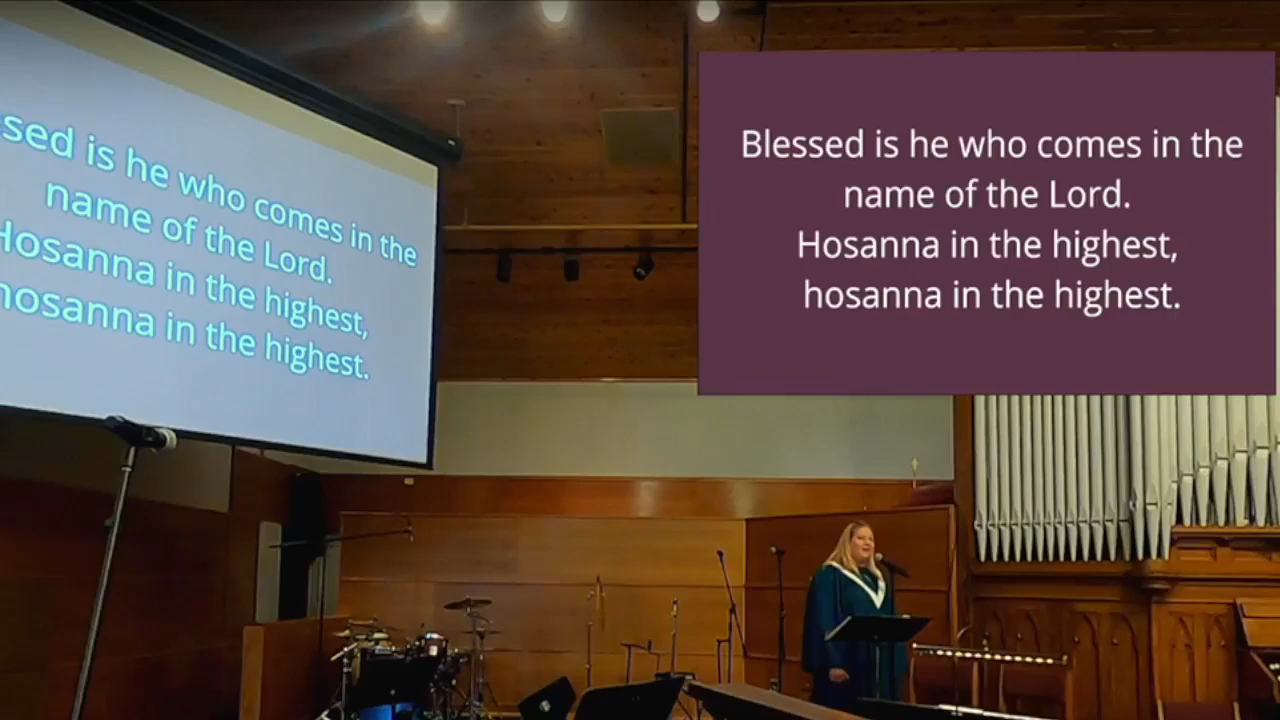 sed is he who comes in the
name of the Lord.
Hosanna in the highest,
hosanna in the highest.
Blessed is he who comes in the
name of the Lord.
Hosanna in the highest,
hosanna in the highest.